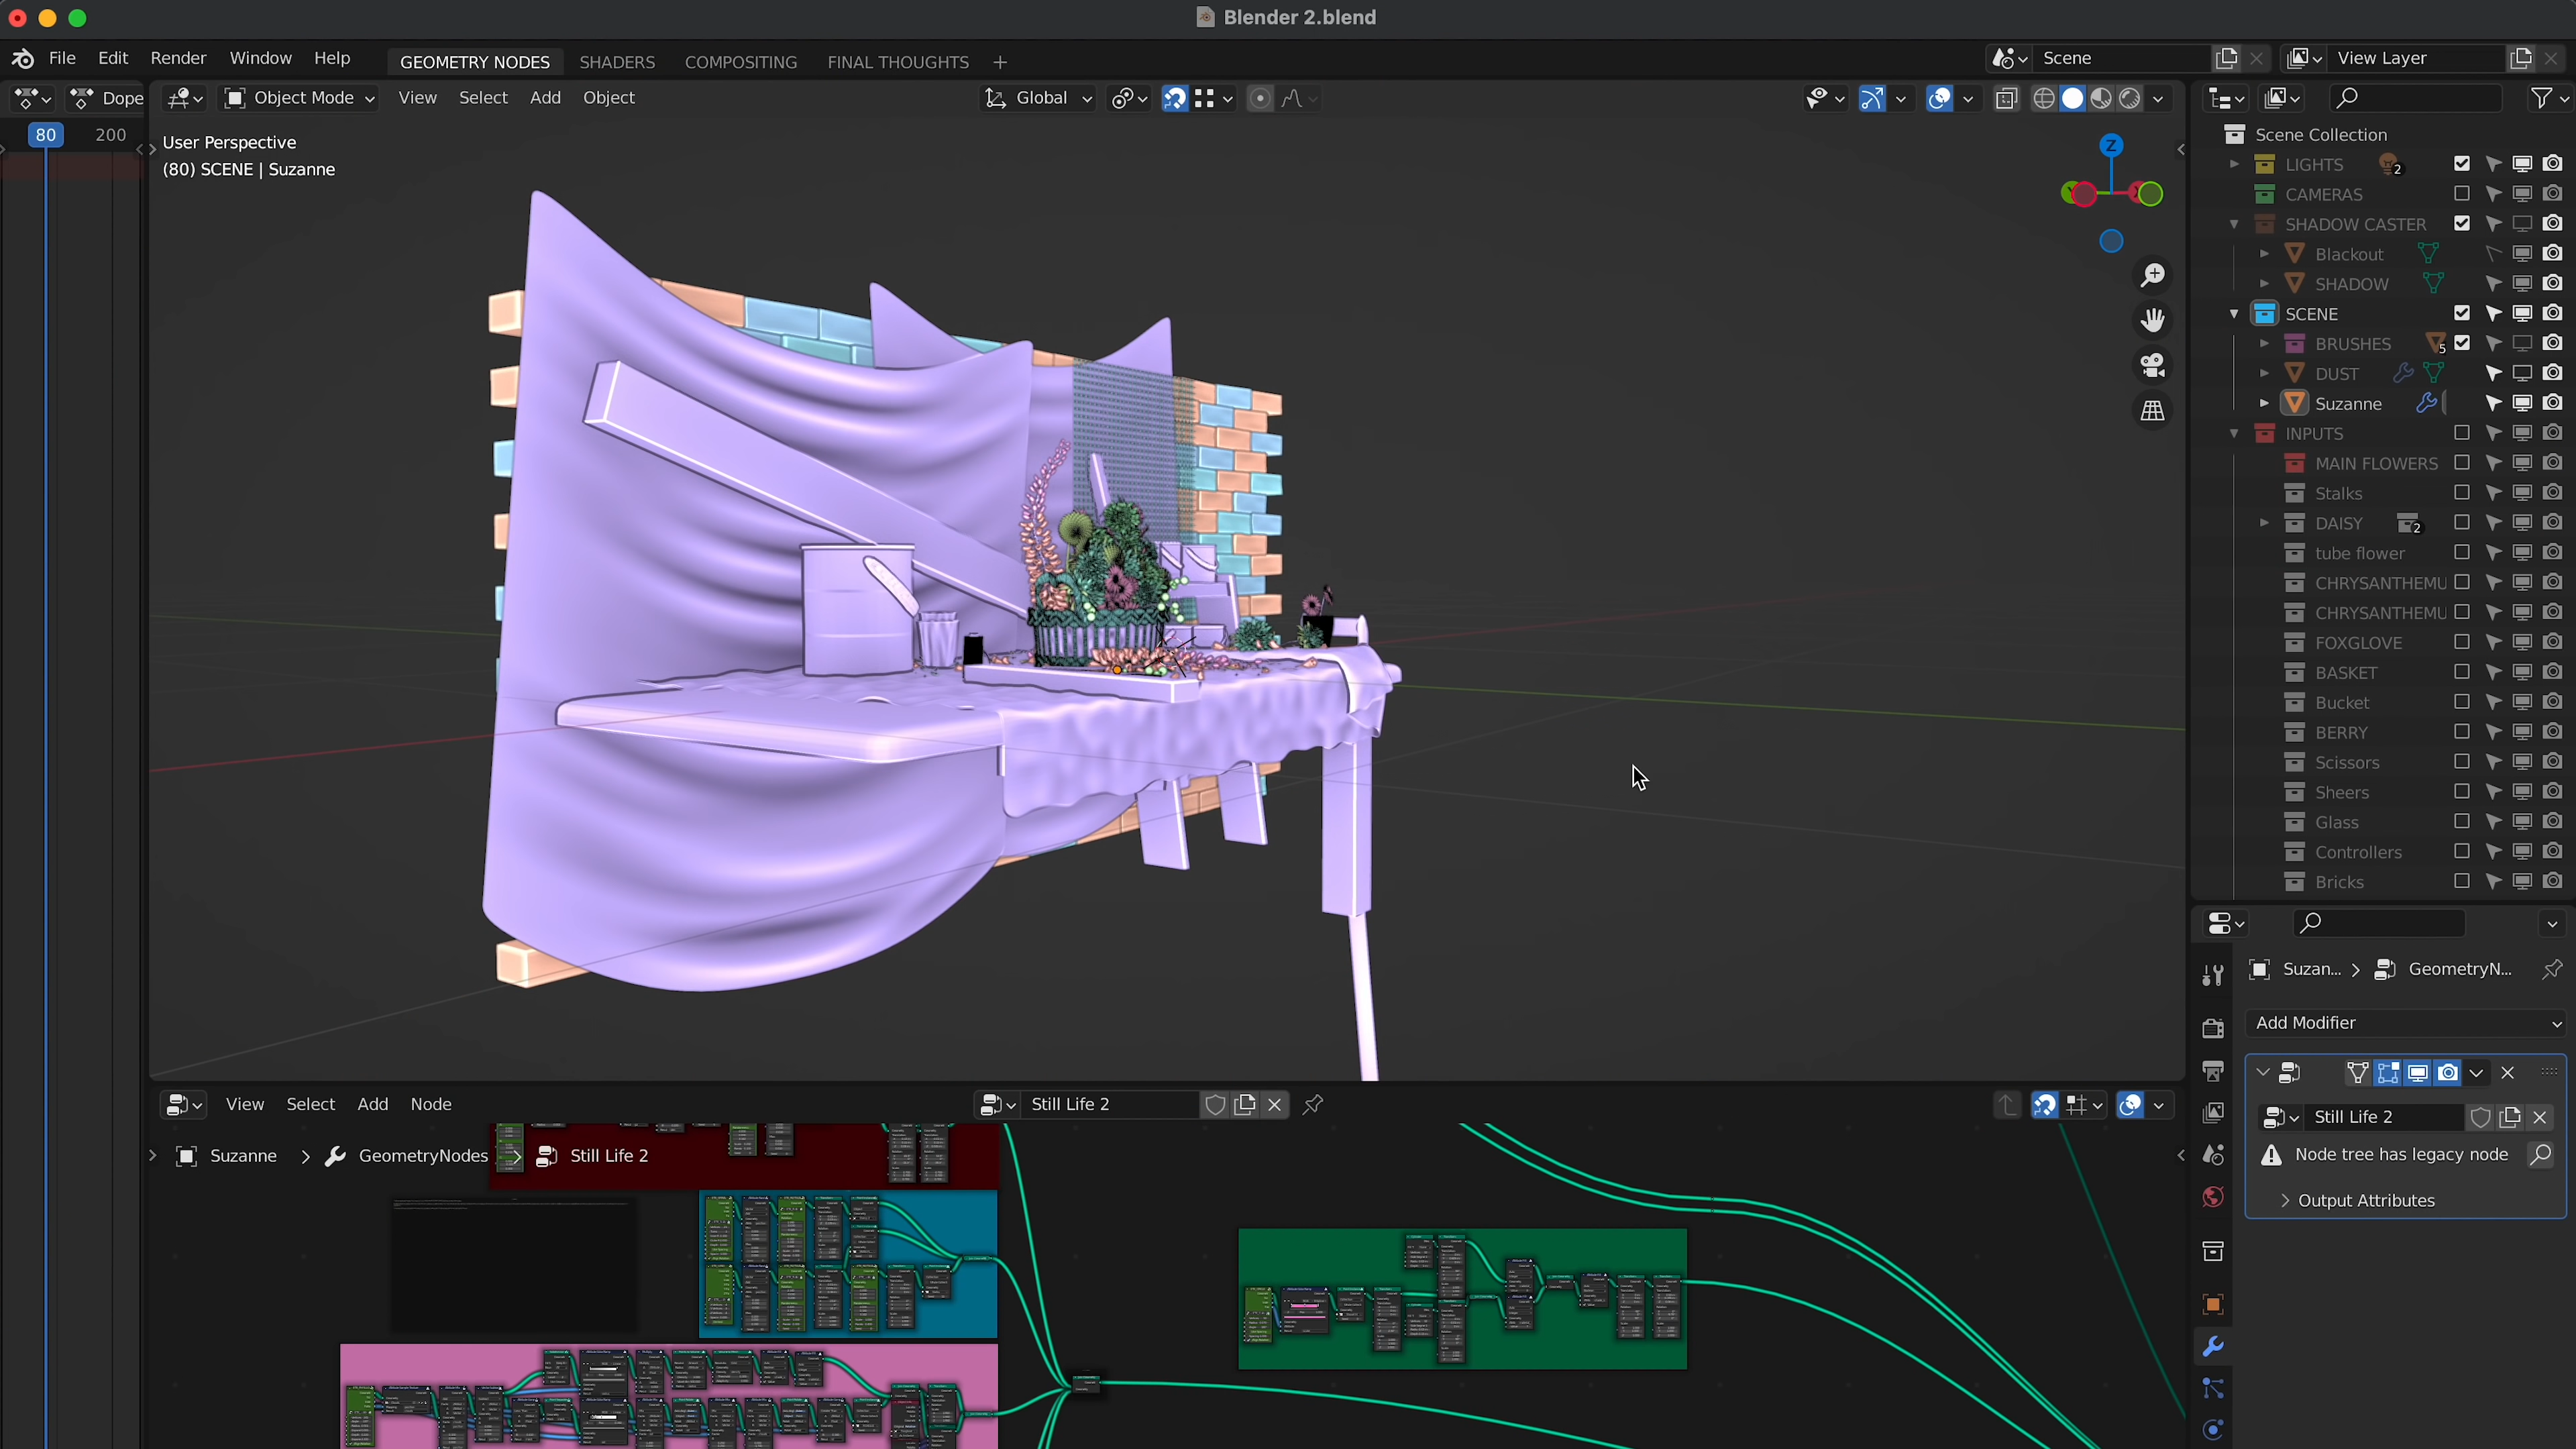 Blender 2.blend
File Edit Render Window Help
GEOMETRY NODES SHADERS COMPOSITING FINAL THOUGHTS +
Scene
View Layer
Dope
Object Mode View Select Add Object
Global
80 200
User Perspective
(80) SCENE | Suzanne
Z
Scene Collection
LIGHTS 2
CAMERAS
SHADOW CASTER
Blackout
SHADOW
SCENE
BRUSHES 5
DUST
Suzanne
INPUTS
MAIN FLOWERS
Stalks
DAISY 2
tube flower
CHRYSANTHEMU
CHRYSANTHEMU
FOXGLOVE
BASKET
Bucket
BERRY
Scissors
Sheers
Glass
Controllers
Bricks
Suzan... > GeometryN...
Add Modifier
Still Life 2
Node tree has legacy node
> Output Attributes
View Select Add Node
Still Life 2
Suzanne > GeometryNodes > Still Life 2